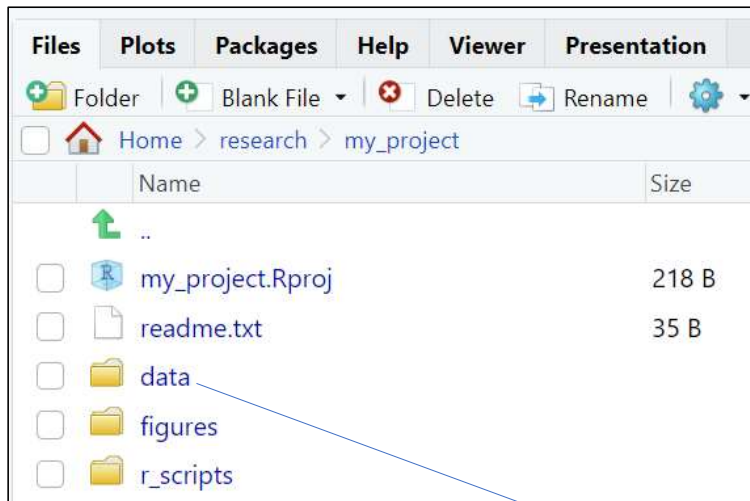 Files Plots Packages Help Viewer Presentation
Folder Blank File Delete Rename
Home > research > my_project
Name Size
..
my_project.Rproj 218 B
readme.txt 35 B
data
figures
r_scripts